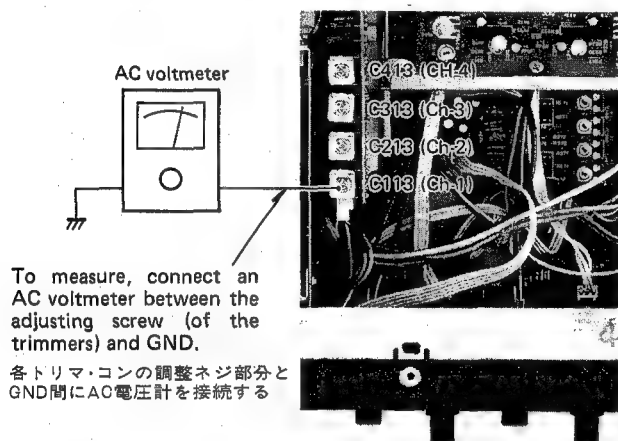 AC voltmeter
C413 (CH-4)
C313 (Ch-3)
C213 (Ch-2)
C113 (Ch-1)
To measure, connect an
AC voltmeter between the
adjusting screw (of the
trimmers) and GND.
各トリマ・コンの調整ネジ部分と
GND間にAC電圧計を接続する